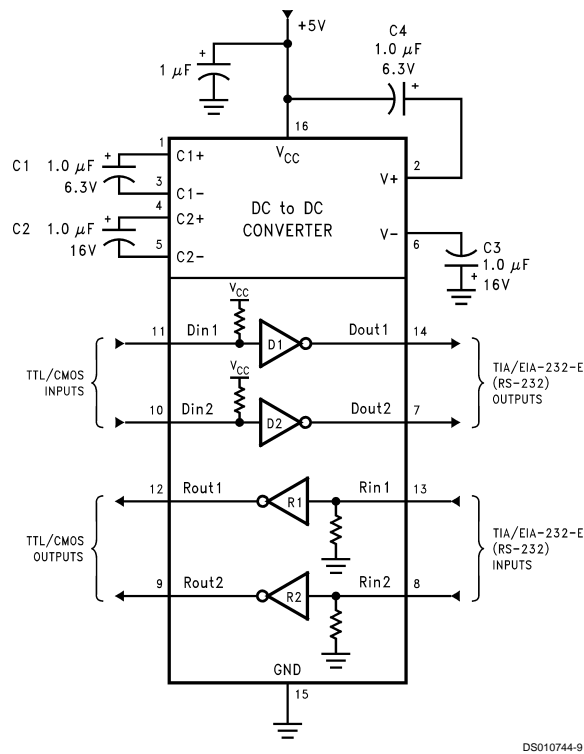 +5V
C4
1.0 μF
6.3V
+
1 μF
+
16
VCC
1
C1+
C1 1.0 μF
6.3V
+
3
C1-
4
C2+
C2 1.0 μF
16V
+
5
C2-
DC to DC
CONVERTER
2
V+
V-
6
C3
1.0 μF
+
16V
VCC
11
Din1
D1
Dout1
14
TTL/CMOS
INPUTS
VCC
10
Din2
D2
Dout2
7
TIA/EIA-232-E
(RS-232)
OUTPUTS
12
Rout1
R1
Rin1
13
TTL/CMOS
OUTPUTS
9
Rout2
R2
Rin2
8
TIA/EIA-232-E
(RS-232)
INPUTS
GND
15
DS010744-9